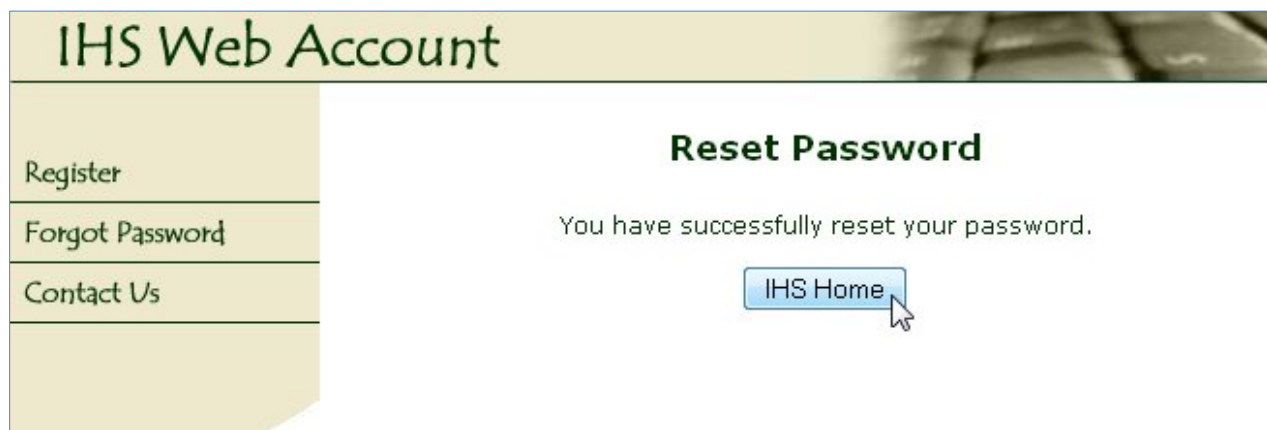 IHS Web Account
Register
Forgot Password
Contact Us
Reset Password
You have successfully reset your password.
IHS Home